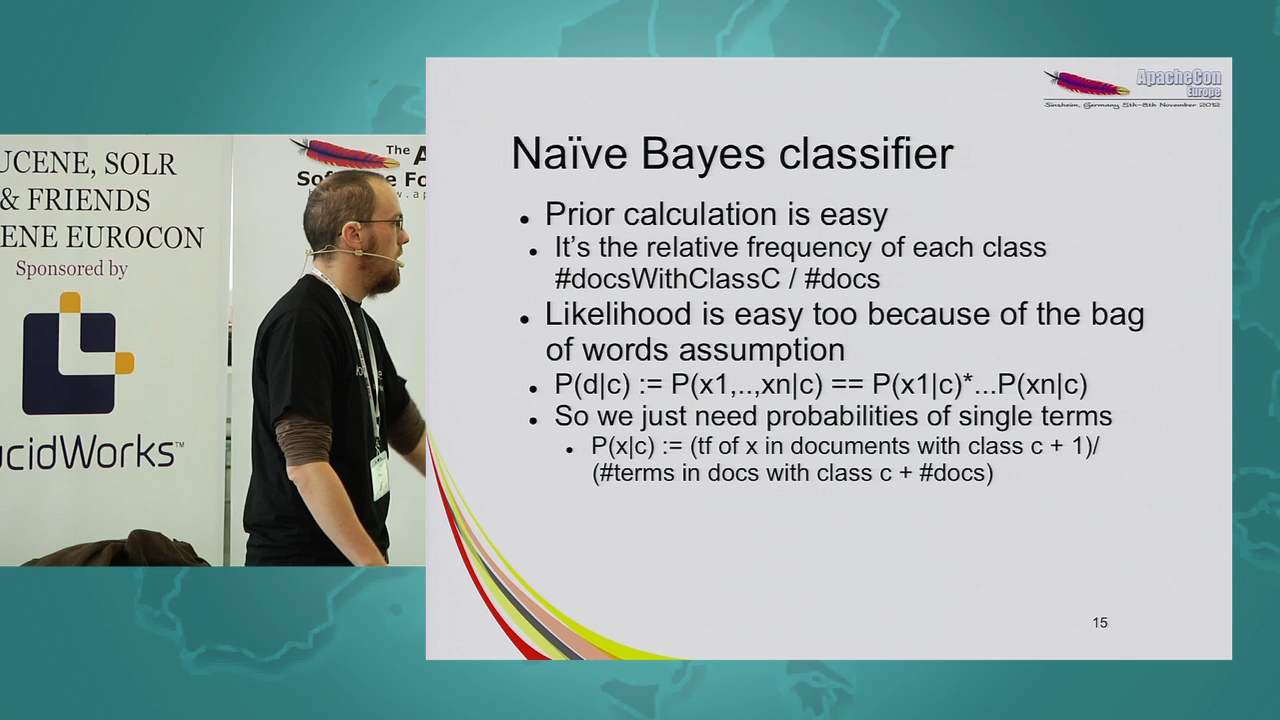 UCENE, SOLR
& FRIENDS
ENE EUROCON
Sponsored by
ucidWorks™
The A
Software Fo
ApacheCon
Europe
Sinsheim, Germany 5th–8th November 2012
Naïve Bayes classifier
• Prior calculation is easy
• It’s the relative frequency of each class
#docsWithClassC / #docs
• Likelihood is easy too because of the bag
of words assumption
• P(d|c) := P(x1,..,xn|c) == P(x1|c)*...P(xn|c)
• So we just need probabilities of single terms
• P(x|c) := (tf of x in documents with class c + 1)/
(#terms in docs with class c + #docs)
15